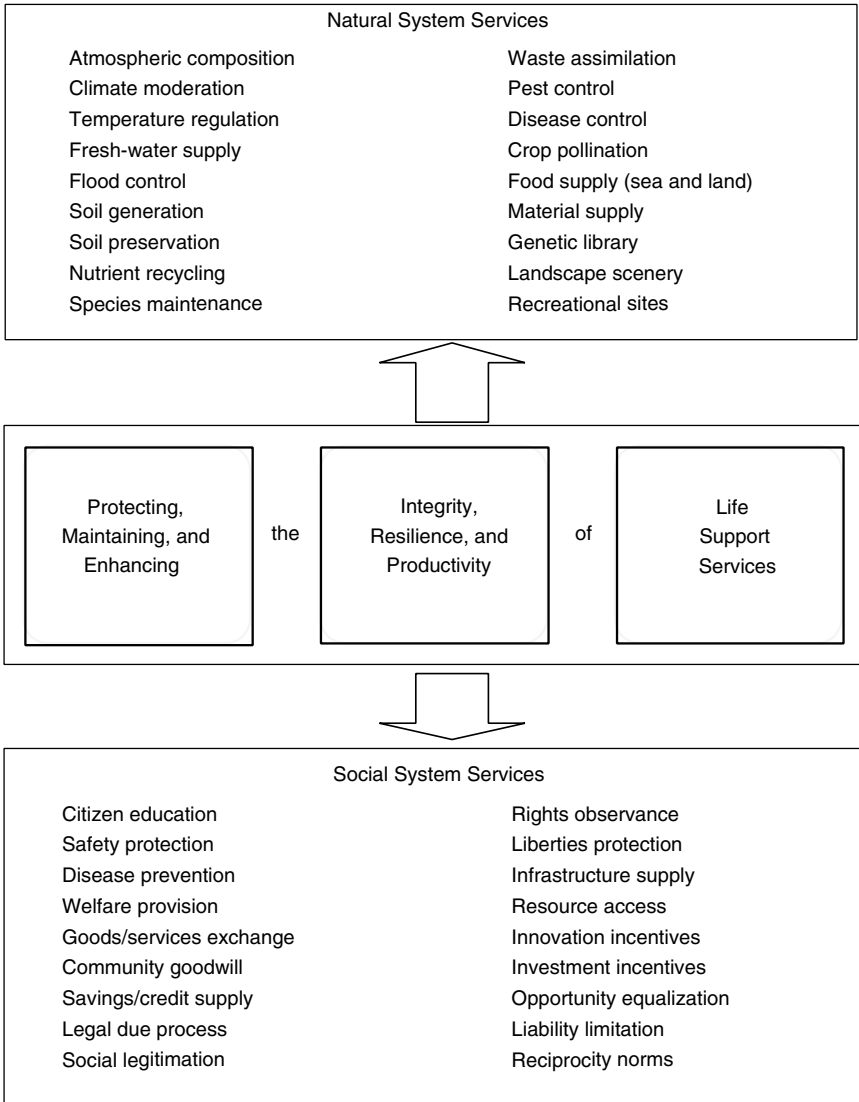 Natural System Services
Atmospheric composition
Climate moderation
Temperature regulation
Fresh-water supply
Flood control
Soil generation
Soil preservation
Nutrient recycling
Species maintenance
Waste assimilation
Pest control
Disease control
Crop pollination
Food supply (sea and land)
Material supply
Genetic library
Landscape scenery
Recreational sites
Protecting,
Maintaining, and
Enhancing
the
Integrity,
Resilience, and
Productivity
of
Life
Support
Services
Social System Services
Citizen education
Safety protection
Disease prevention
Welfare provision
Goods/services exchange
Community goodwill
Savings/credit supply
Legal due process
Social legitimation
Rights observance
Liberties protection
Infrastructure supply
Resource access
Innovation incentives
Investment incentives
Opportunity equalization
Liability limitation
Reciprocity norms